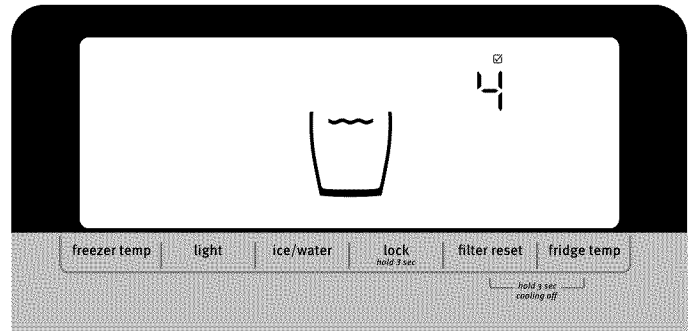 4
freezer temp light ice/water lock filter reset fridge temp
hold 3 sec
hold 3 sec
cooling off